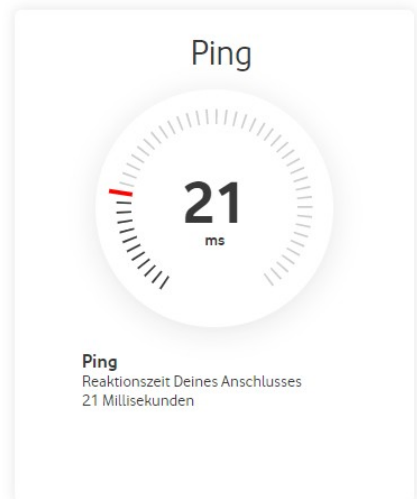 Ping
21
ms
Ping
Reaktionszeit Deines Anschlusses
21 Millisekunden